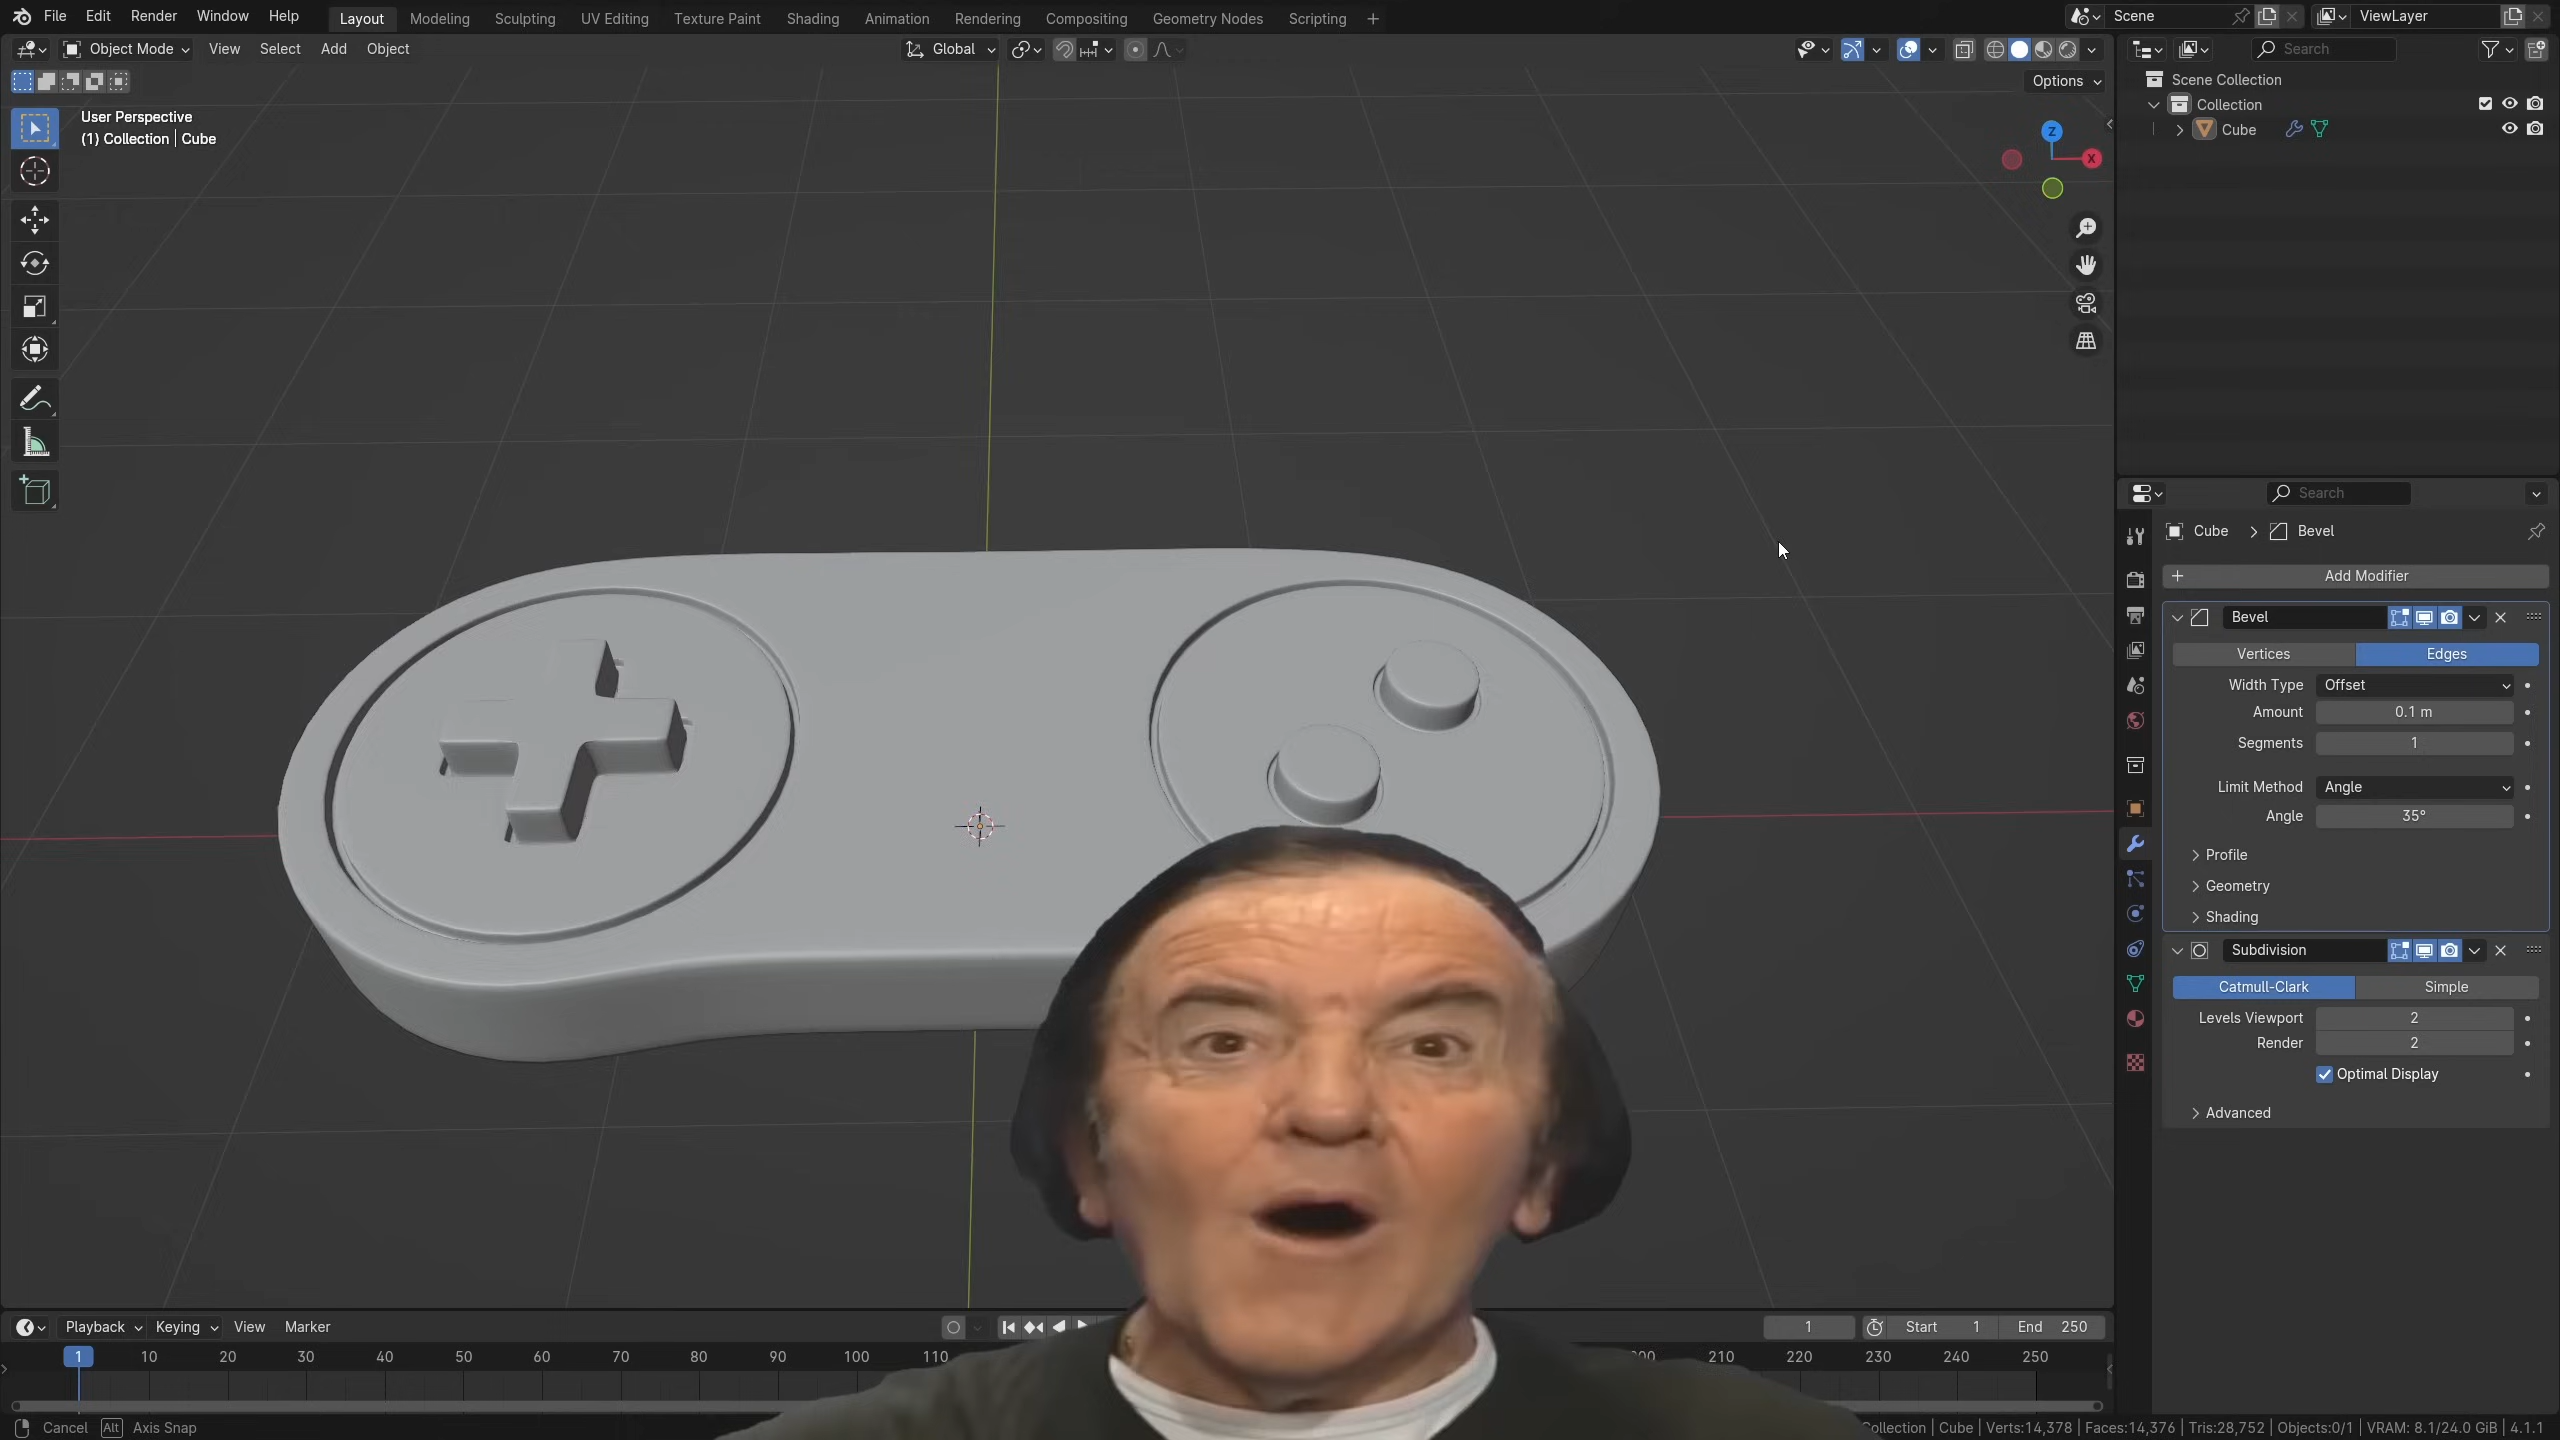 File Edit Render Window Help Layout Modeling Sculpting UV Editing Texture Paint Shading Animation Rendering Compositing Geometry Nodes Scripting + Scene ViewLayer
Object Mode View Select Add Object Global Search
Options
User Perspective
(1) Collection | Cube
Z
X
Scene Collection
Collection
Cube
Search
Cube > Bevel
+ Add Modifier
Bevel
Vertices Edges
Width Type Offset
Amount 0.1 m
Segments 1
Limit Method Angle
Angle 35°
Profile
Geometry
Shading
Subdivision
Catmull-Clark Simple
Levels Viewport 2
Render 2
Optimal Display
Advanced
Playback Keying View Marker 1 Start 1 End 250
1 10 20 30 40 50 60 70 80 90 100 110 210 220 230 240 250
Cancel Alt Axis Snap Collection | Cube | Verts:14,378 | Faces:14,376 | Tris:28,752 | Objects:0/1 | VRAM: 8.1/24.0 GiB | 4.1.1